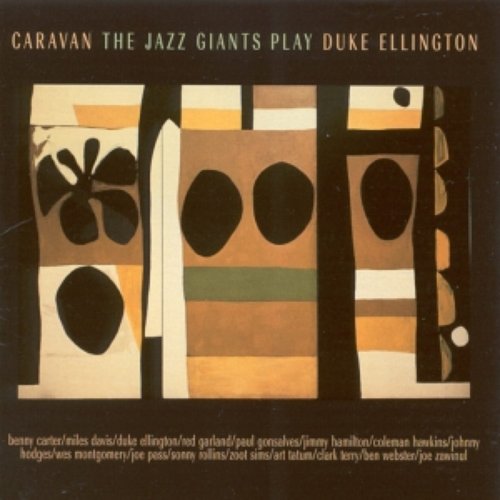 CARAVAN THE JAZZ GIANTS PLAY DUKE ELLINGTON
benny carter/miles davis/duke ellington/red garland/paul gonsalves/jimmy hamilton/coleman hawkins/johnny
hodges/wes montgomery/joe pass/sonny rollins/zoot sims/art tatum/clark terry/ben webster/joe zawinul